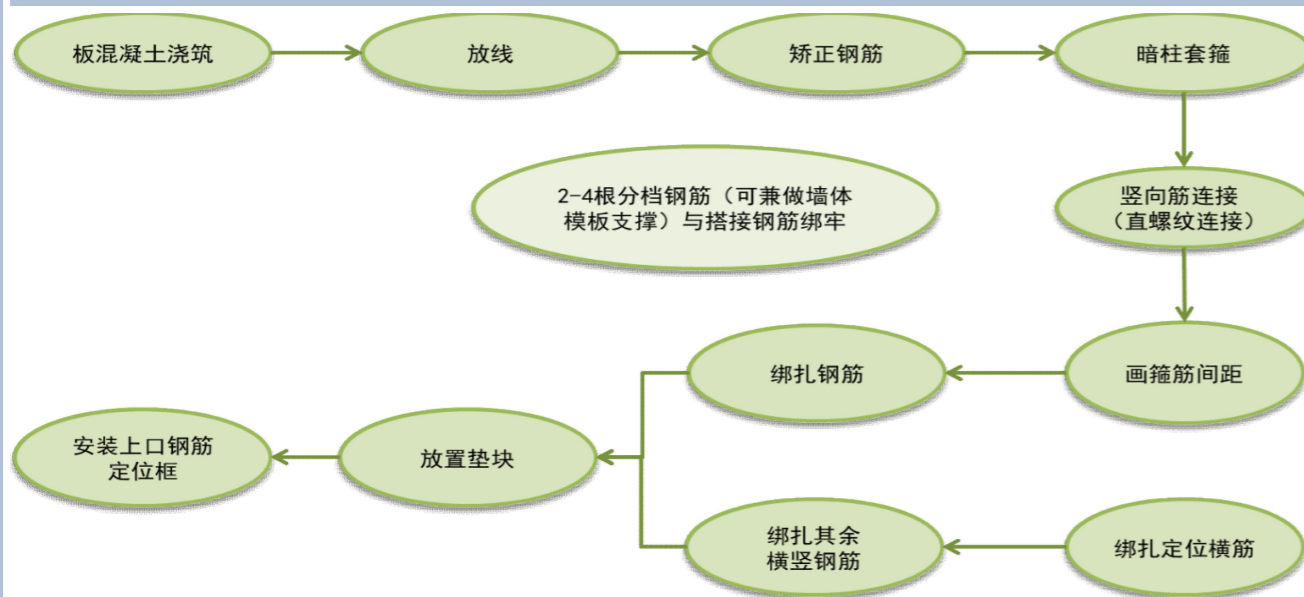 板混凝土浇筑
放线
矫正钢筋
暗柱套箍
2-4根分档钢筋（可兼做墙体
模板支撑）与搭接钢筋绑牢
竖向筋连接
（直螺纹连接）
绑扎钢筋
画箍筋间距
安装上口钢筋
定位框
放置垫块
绑扎其余
横竖钢筋
绑扎定位横筋